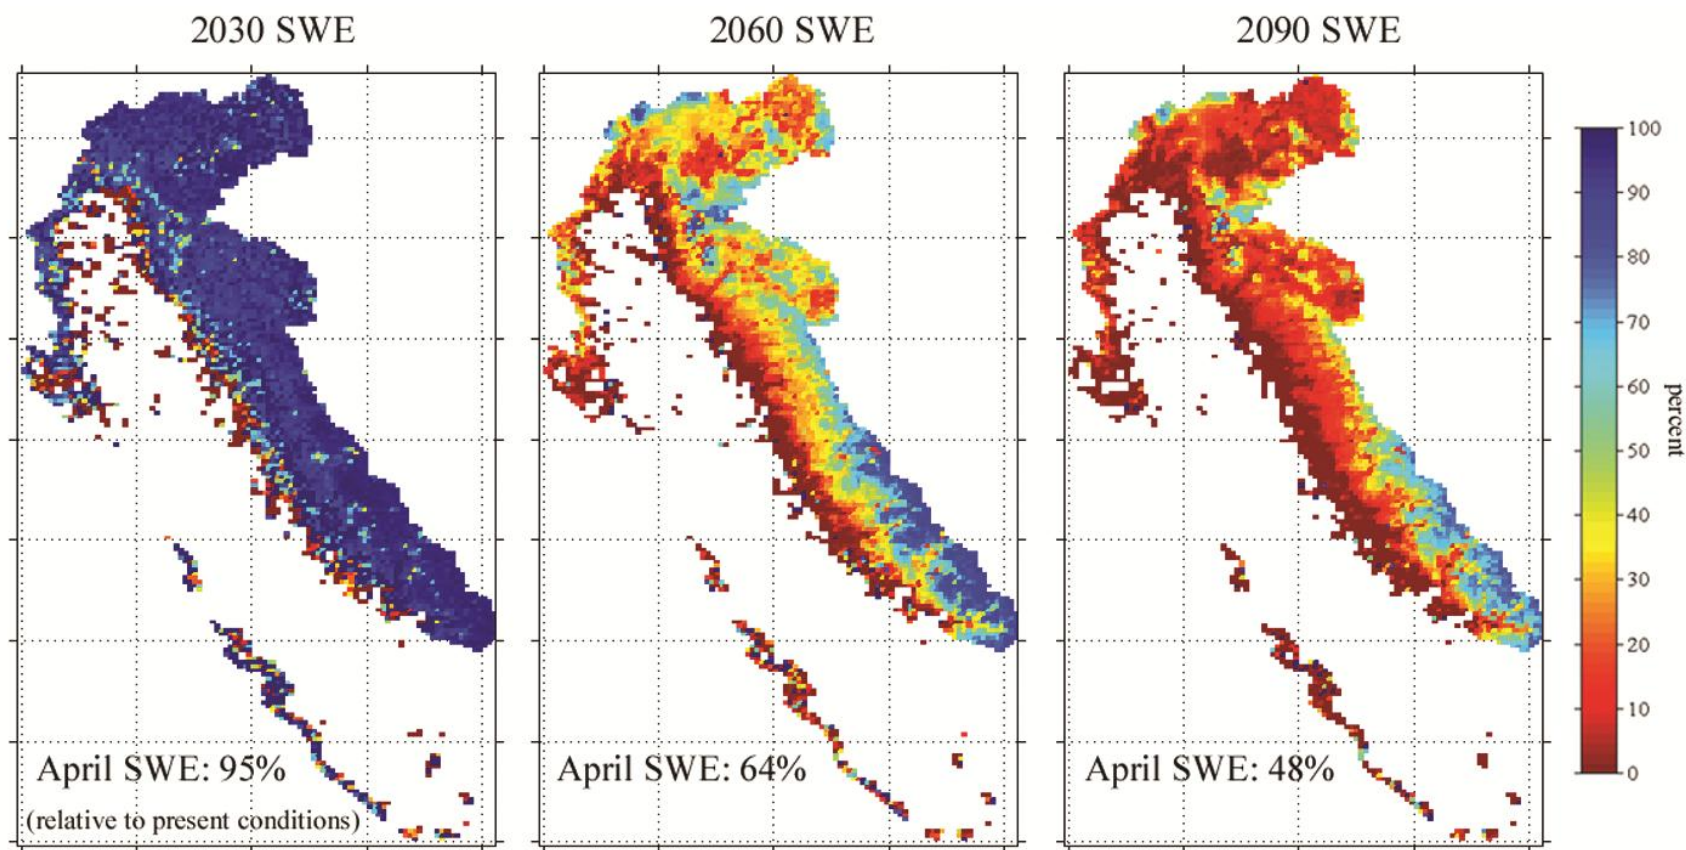 2030 SWE
2060 SWE
2090 SWE
April SWE: 95%
(relative to present conditions)
April SWE: 64%
April SWE: 48%
100
90
80
70
60
50
40
30
20
10
0
percent